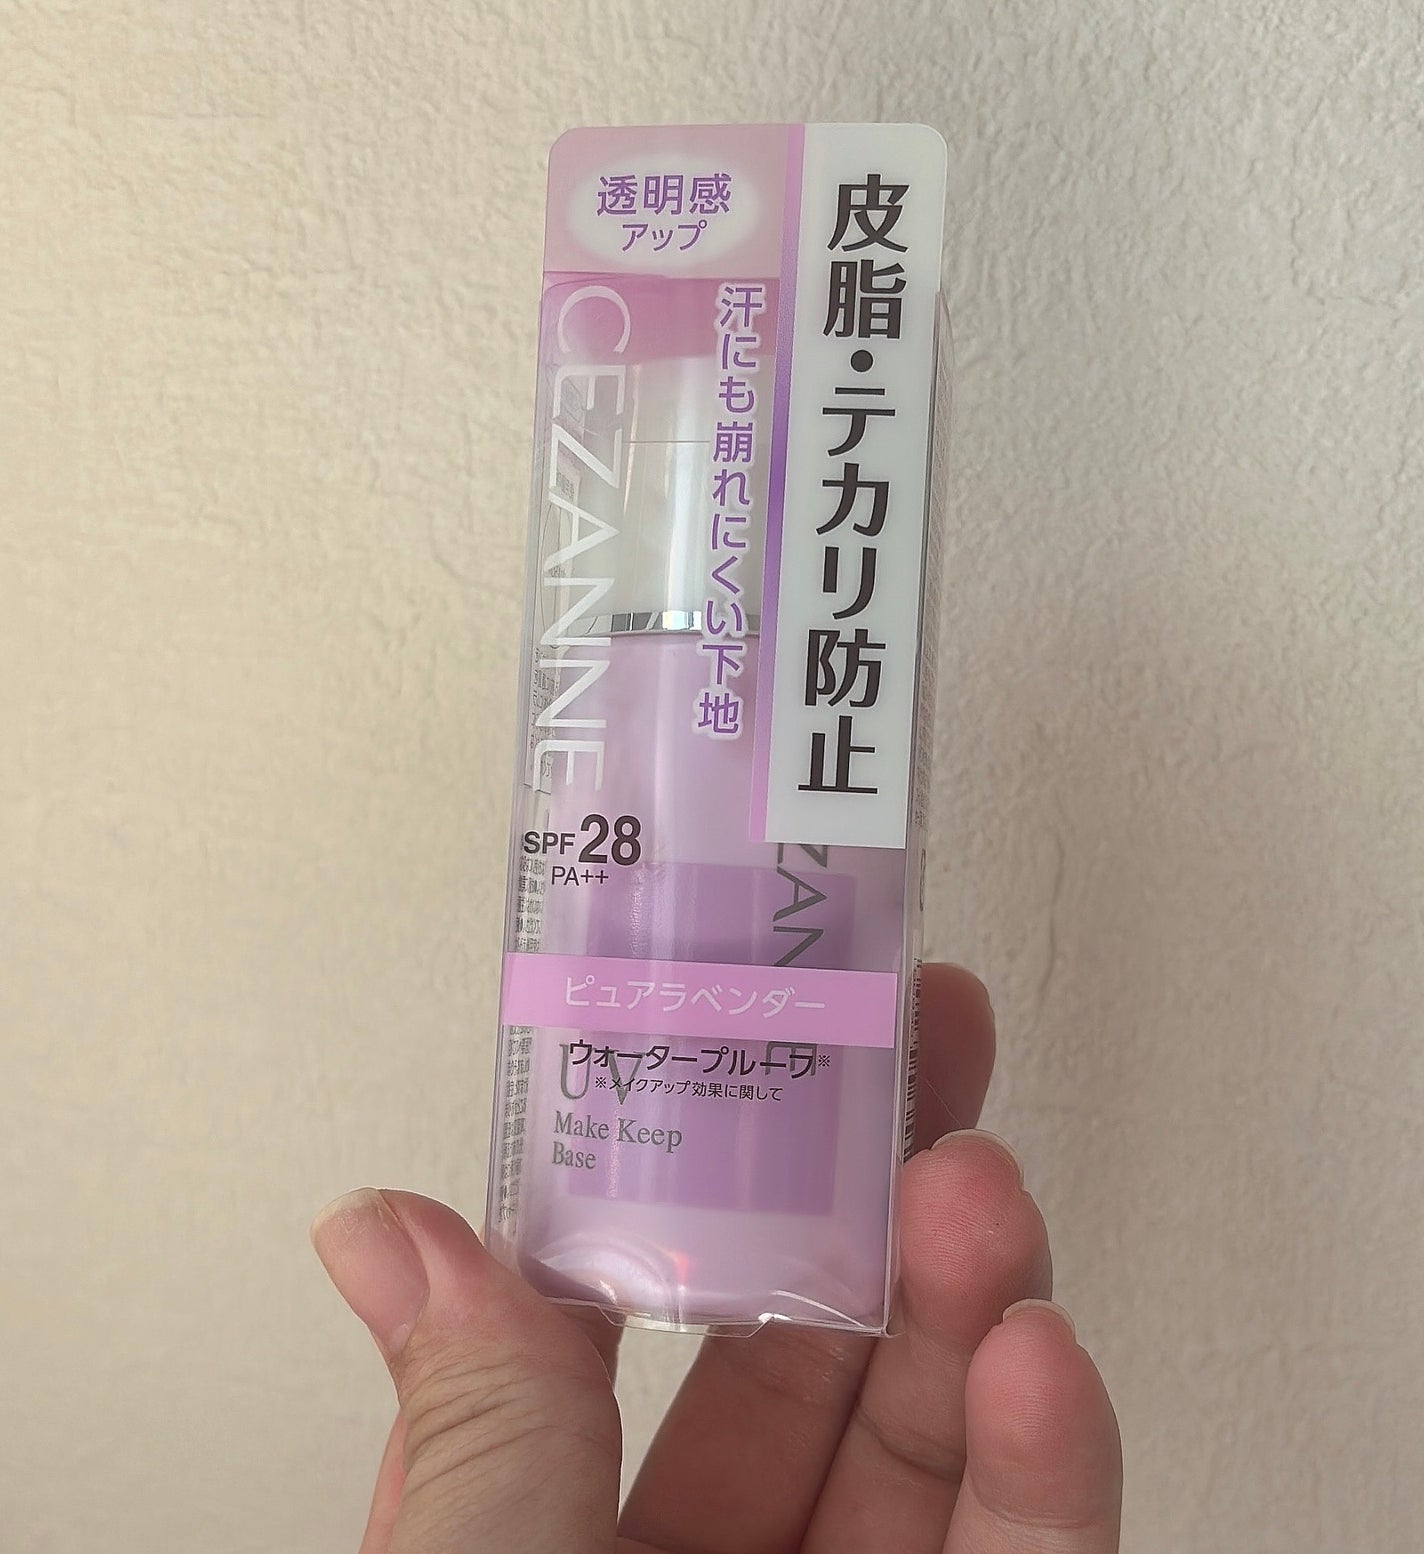 透明感
アップ
皮脂・テカリ防止
汗にも崩れにくい下地
CEZANNE
SPF28
PA++
ピュアラベンダー
ウォータープルーフ※
※メイクアップ効果に関して
UV
Make Keep
Base